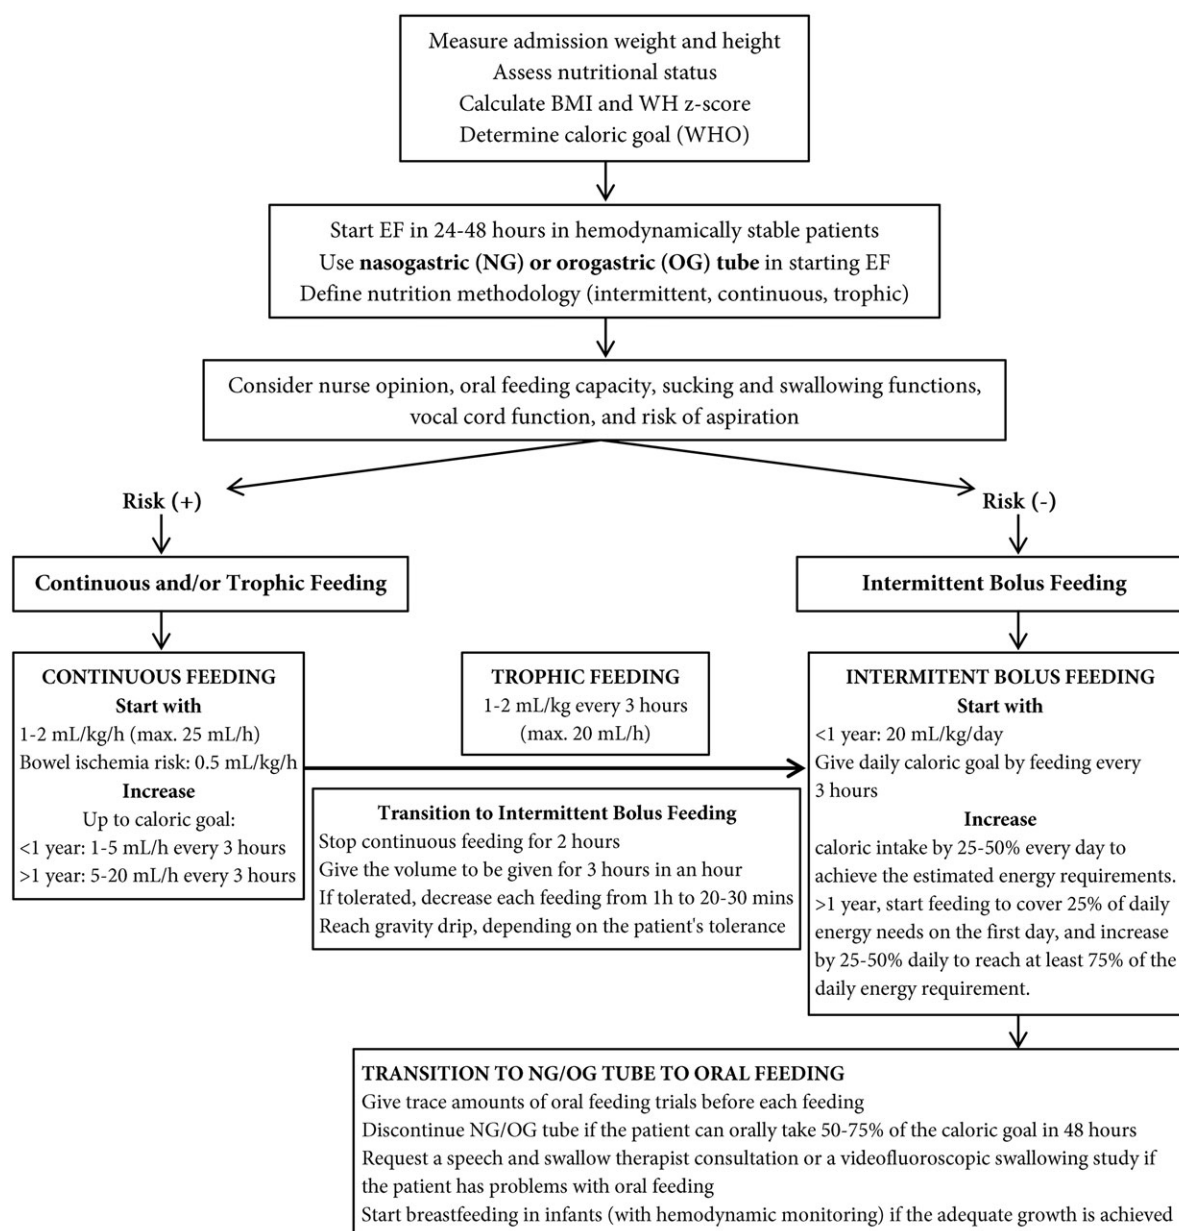 Measure admission weight and height
Assess nutritional status
Calculate BMI and WH z-score
Determine caloric goal (WHO)
Start EF in 24-48 hours in hemodynamically stable patients
Use nasogastric (NG) or orogastric (OG) tube in starting EF
Define nutrition methodology (intermittent, continuous, trophic)
Consider nurse opinion, oral feeding capacity, sucking and swallowing functions,
vocal cord function, and risk of aspiration
Risk (+)
Risk (-)
Continuous and/or Trophic Feeding
Intermittent Bolus Feeding
CONTINUOUS FEEDING
Start with
1-2 mL/kg/h (max. 25 mL/h)
Bowel ischemia risk: 0.5 mL/kg/h
Increase
Up to caloric goal:
<1 year: 1-5 mL/h every 3 hours
>1 year: 5-20 mL/h every 3 hours
TROPHIC FEEDING
1-2 mL/kg every 3 hours
(max. 20 mL/h)
Transition to Intermittent Bolus Feeding
Stop continuous feeding for 2 hours
Give the volume to be given for 3 hours in an hour
If tolerated, decrease each feeding from 1h to 20-30 mins
Reach gravity drip, depending on the patient's tolerance
INTERMITENT BOLUS FEEDING
Start with
<1 year: 20 mL/kg/day
Give daily caloric goal by feeding every
3 hours
Increase
caloric intake by 25-50% every day to
achieve the estimated energy requirements.
>1 year, start feeding to cover 25% of daily
energy needs on the first day, and increase
by 25-50% daily to reach at least 75% of the
daily energy requirement.
TRANSITION TO NG/OG TUBE TO ORAL FEEDING
Give trace amounts of oral feeding trials before each feeding
Discontinue NG/OG tube if the patient can orally take 50-75% of the caloric goal in 48 hours
Request a speech and swallow therapist consultation or a videofluoroscopic swallowing study if
the patient has problems with oral feeding
Start breastfeeding in infants (with hemodynamic monitoring) if the adequate growth is achieved